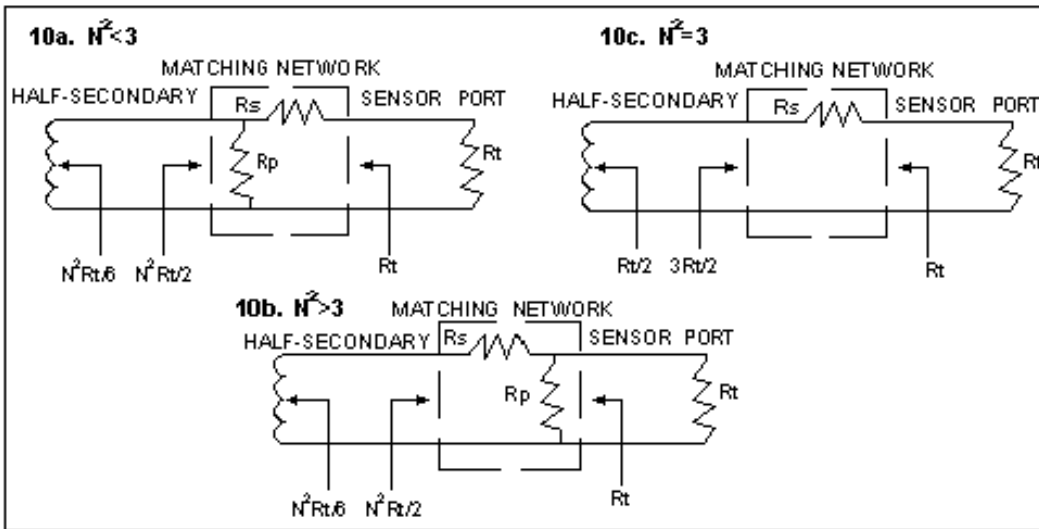 10a. N²<3
MATCHING NETWORK
HALF-SECONDARY
Rs
SENSOR PORT
Rp
Rt
N²Rt/6
N²Rt/2
Rt
10c. N²=3
MATCHING NETWORK
HALF-SECONDARY
Rs
SENSOR PORT
Rt
Rt/2
3Rt/2
Rt
10b. N²>3
MATCHING NETWORK
HALF-SECONDARY
Rs
SENSOR PORT
Rp
Rt
N²Rt/6
N²Rt/2
Rt